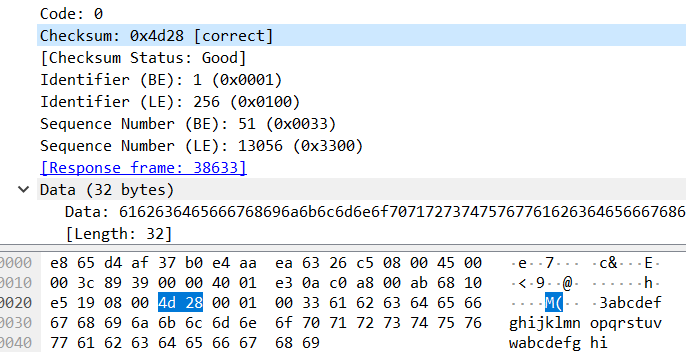 Code: 0
Checksum: 0x4d28 [correct]
[Checksum Status: Good]
Identifier (BE): 1 (0x0001)
Identifier (LE): 256 (0x0100)
Sequence Number (BE): 51 (0x0033)
Sequence Number (LE): 13056 (0x3300)
[Response frame: 38633]
Data (32 bytes)
Data: 6162636465666768696a6b6c6d6e6f7071727374757677616263646566676869
[Length: 32]
0000 e8 65 d4 af 37 b0 e4 aa ea 63 26 c5 08 00 45 00 ·e··7··· ·c&···E·
0010 00 3c 89 39 00 00 40 01 e3 0a c0 a8 00 ab 68 10 ·<·9··@· ······h·
0020 e5 19 08 00 4d 28 00 01 00 33 61 62 63 64 65 66 ····M(·· ·3abcdef
0030 67 68 69 6a 6b 6c 6d 6e 6f 70 71 72 73 74 75 76 ghijklmn opqrstuv
0040 77 61 62 63 64 65 66 67 68 69 wabcdefg hi